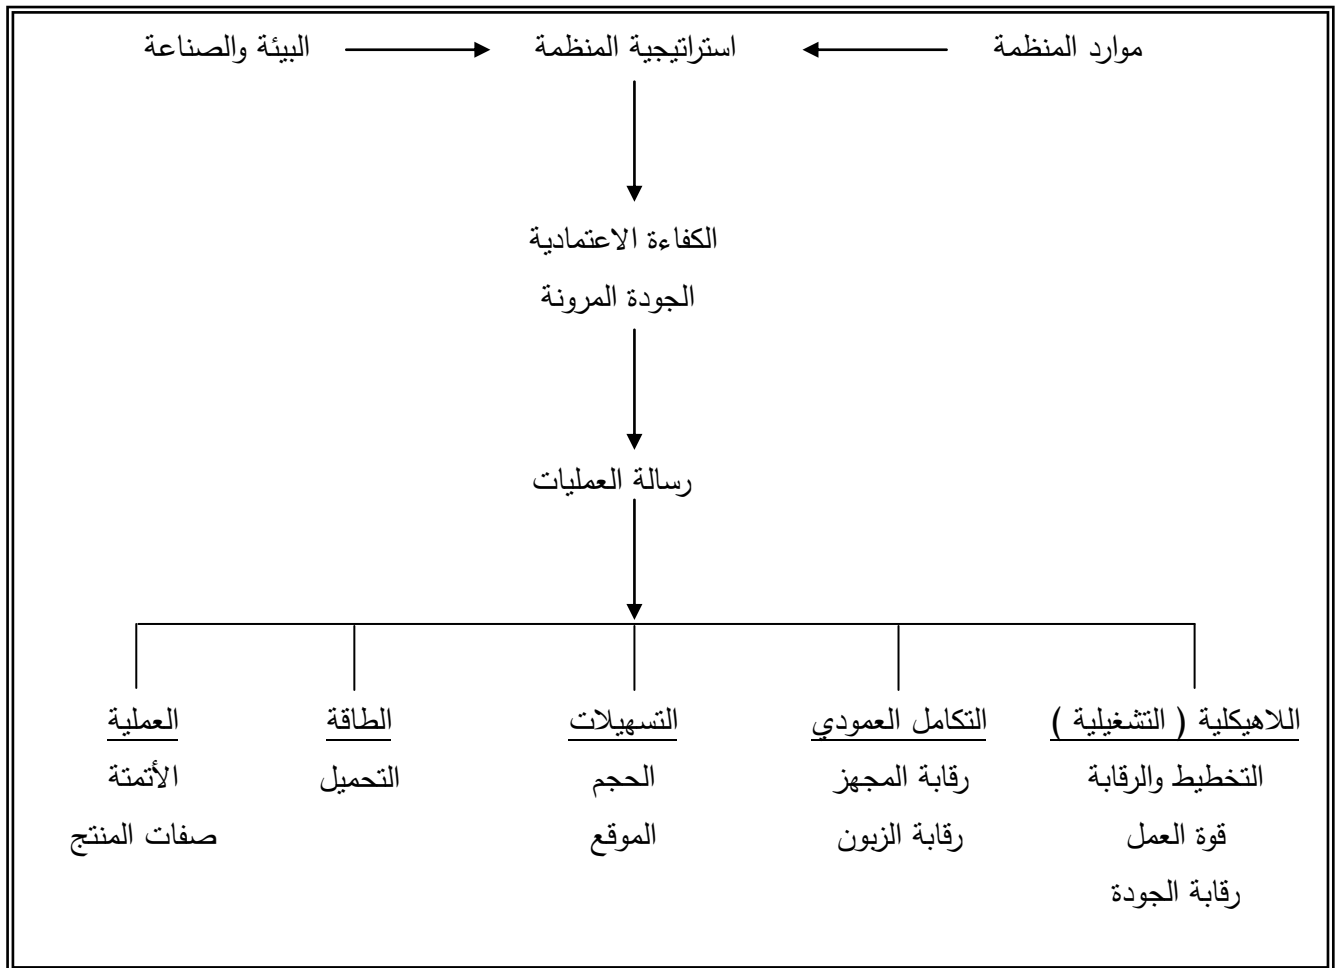 موارد المنظمة استراتيجية المنظمة البيئة والصناعة
الكفاءة الاعتمادية
الجودة المرونة
رسالة العمليات
اللاهيكلية ( التشغيلية ) التكامل العمودي التسهيلات الطاقة العملية
التخطيط والرقابة رقابة المجهز الحجم التحميل الأتمتة
قوة العمل رقابة الزبون الموقع صفات المنتج
رقابة الجودة